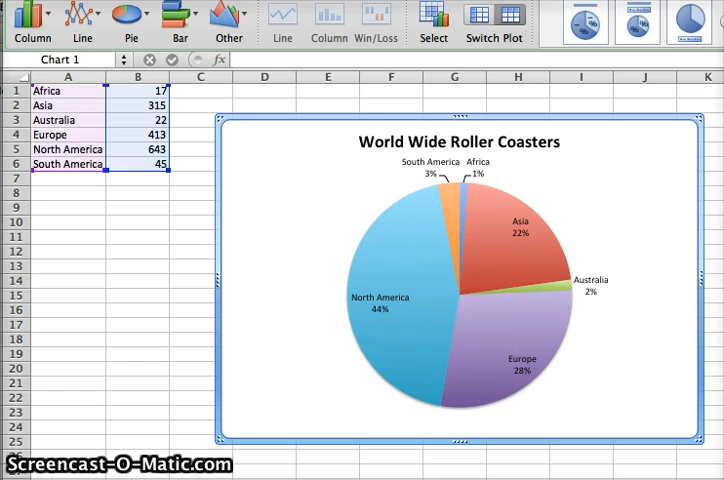 Column Line Pie Bar Other Line Column Win/Loss Select Switch Plot
Chart 1 fx
A B C D E F G H I J K
1 Africa 17
2 Asia 315
3 Australia 22
4 Europe 413
5 North America 643
6 South America 45
7
8
9
10
11
12
13
14
15
16
17
18
19
20
21
22
23
24
25
World Wide Roller Coasters
South America
3%
Africa
1%
Asia
22%
Australia
2%
North America
44%
Europe
28%
Screencast-O-Matic.com